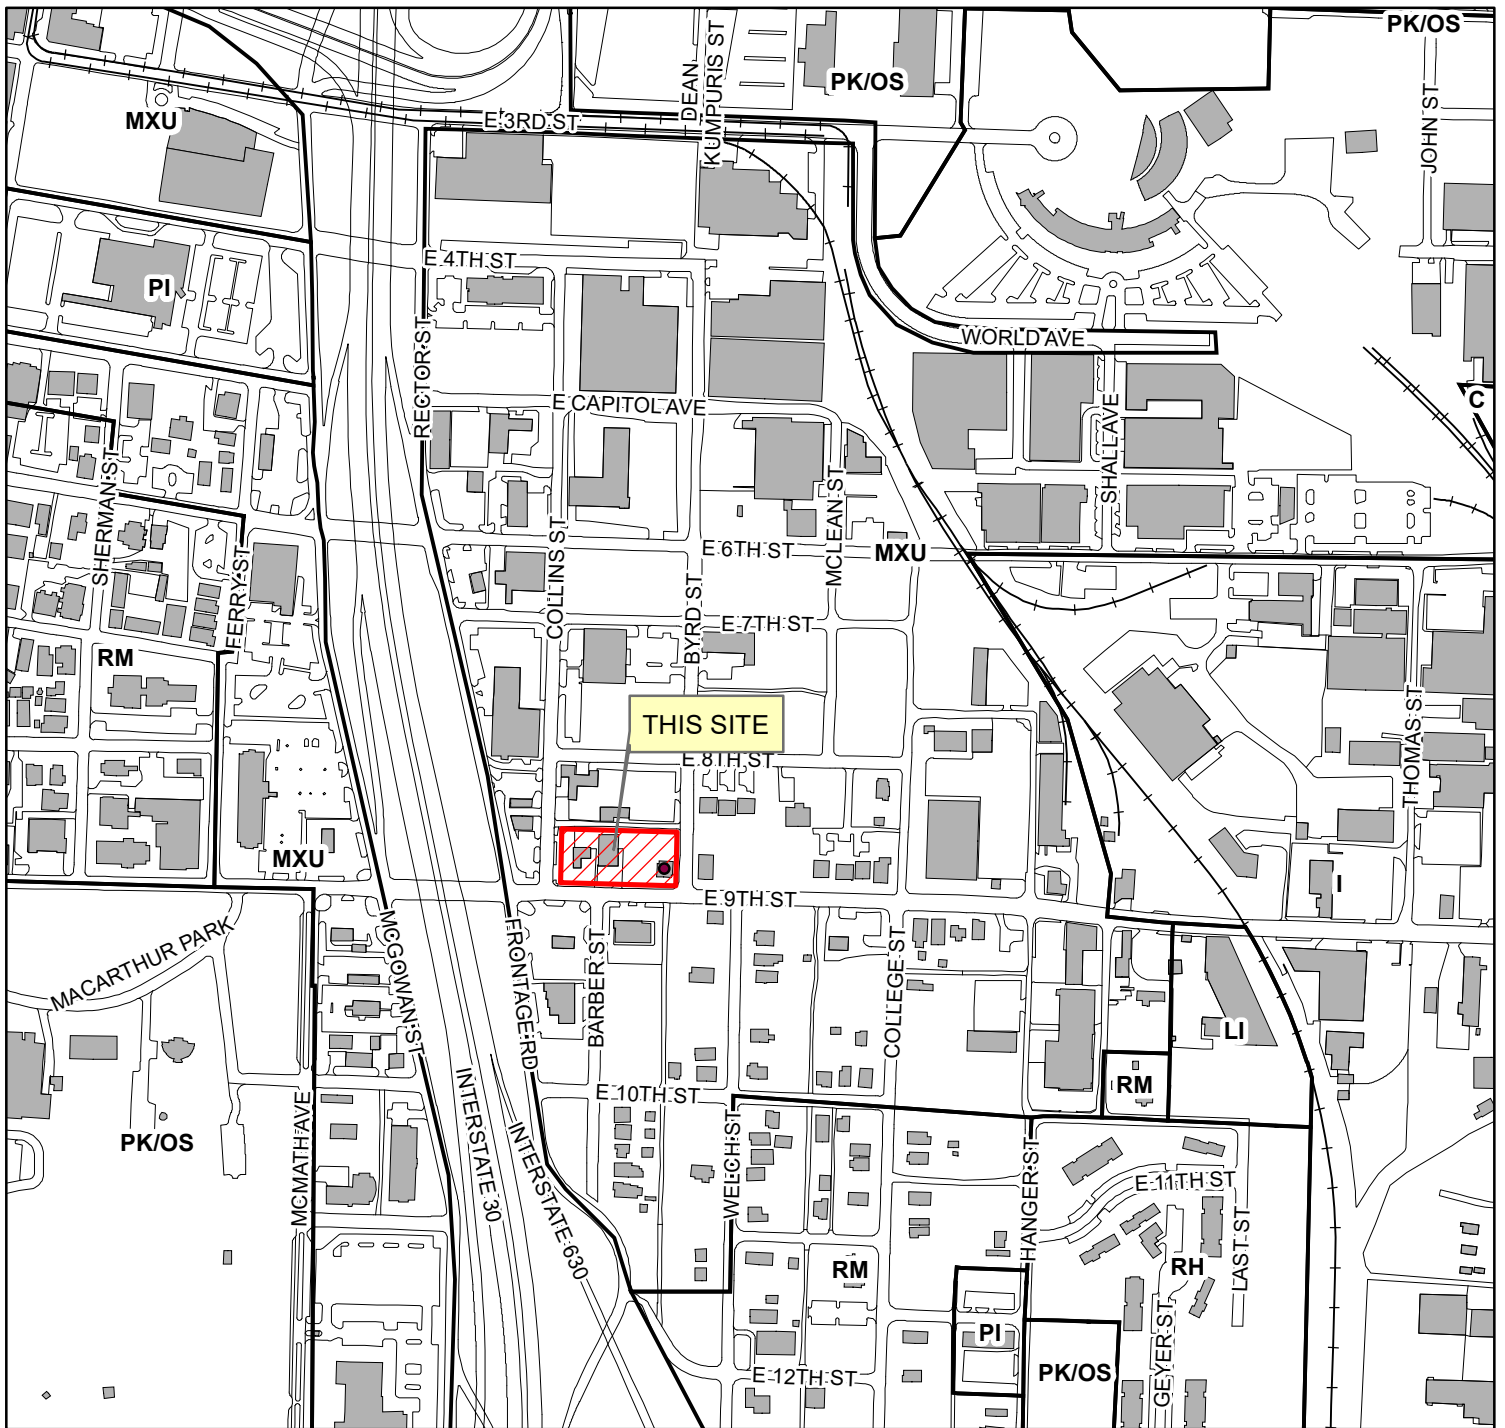 PK/OS
DEAN
KUMPURIS ST
PK/OS
MXU
E 3RD ST
JOHN ST
E 4TH ST
PI
RECTOR ST
WORLD AVE
E CAPITOL AVE
C
SHALL AVE
SHERMAN ST
MCLEAN ST
COLLINS ST
E 6TH ST
MXU
FERRY ST
BYRD ST
E 7TH ST
RM
THIS SITE
THOMAS ST
E 8TH ST
MXU
I
E 9TH ST
MACARTHUR PARK
MCGOWAN ST
FRONTAGE RD
BARBER ST
COLLEGE ST
LI
RM
E 10TH ST
INTERSTATE 30
INTERSTATE 630
PK/OS
MCMATH AVE
WELCH ST
HANGER ST
E 11TH ST
LAST ST
RM
RH
PI
GEYER ST
PK/OS
E 12TH ST